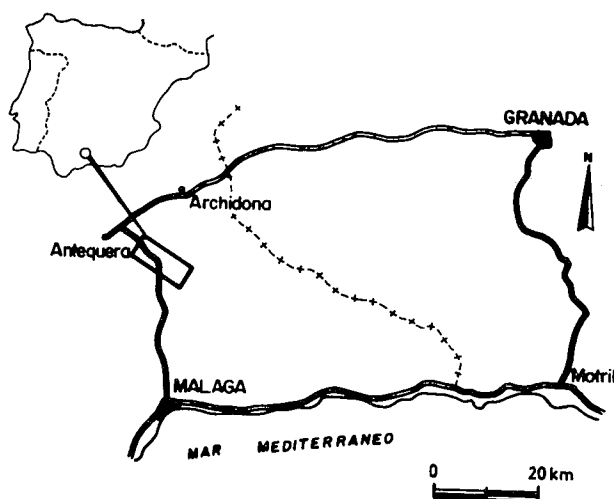 GRANADA
N
Archidona
Antequera
Motril
MALAGA
MAR MEDITERRANEO
0 20 km